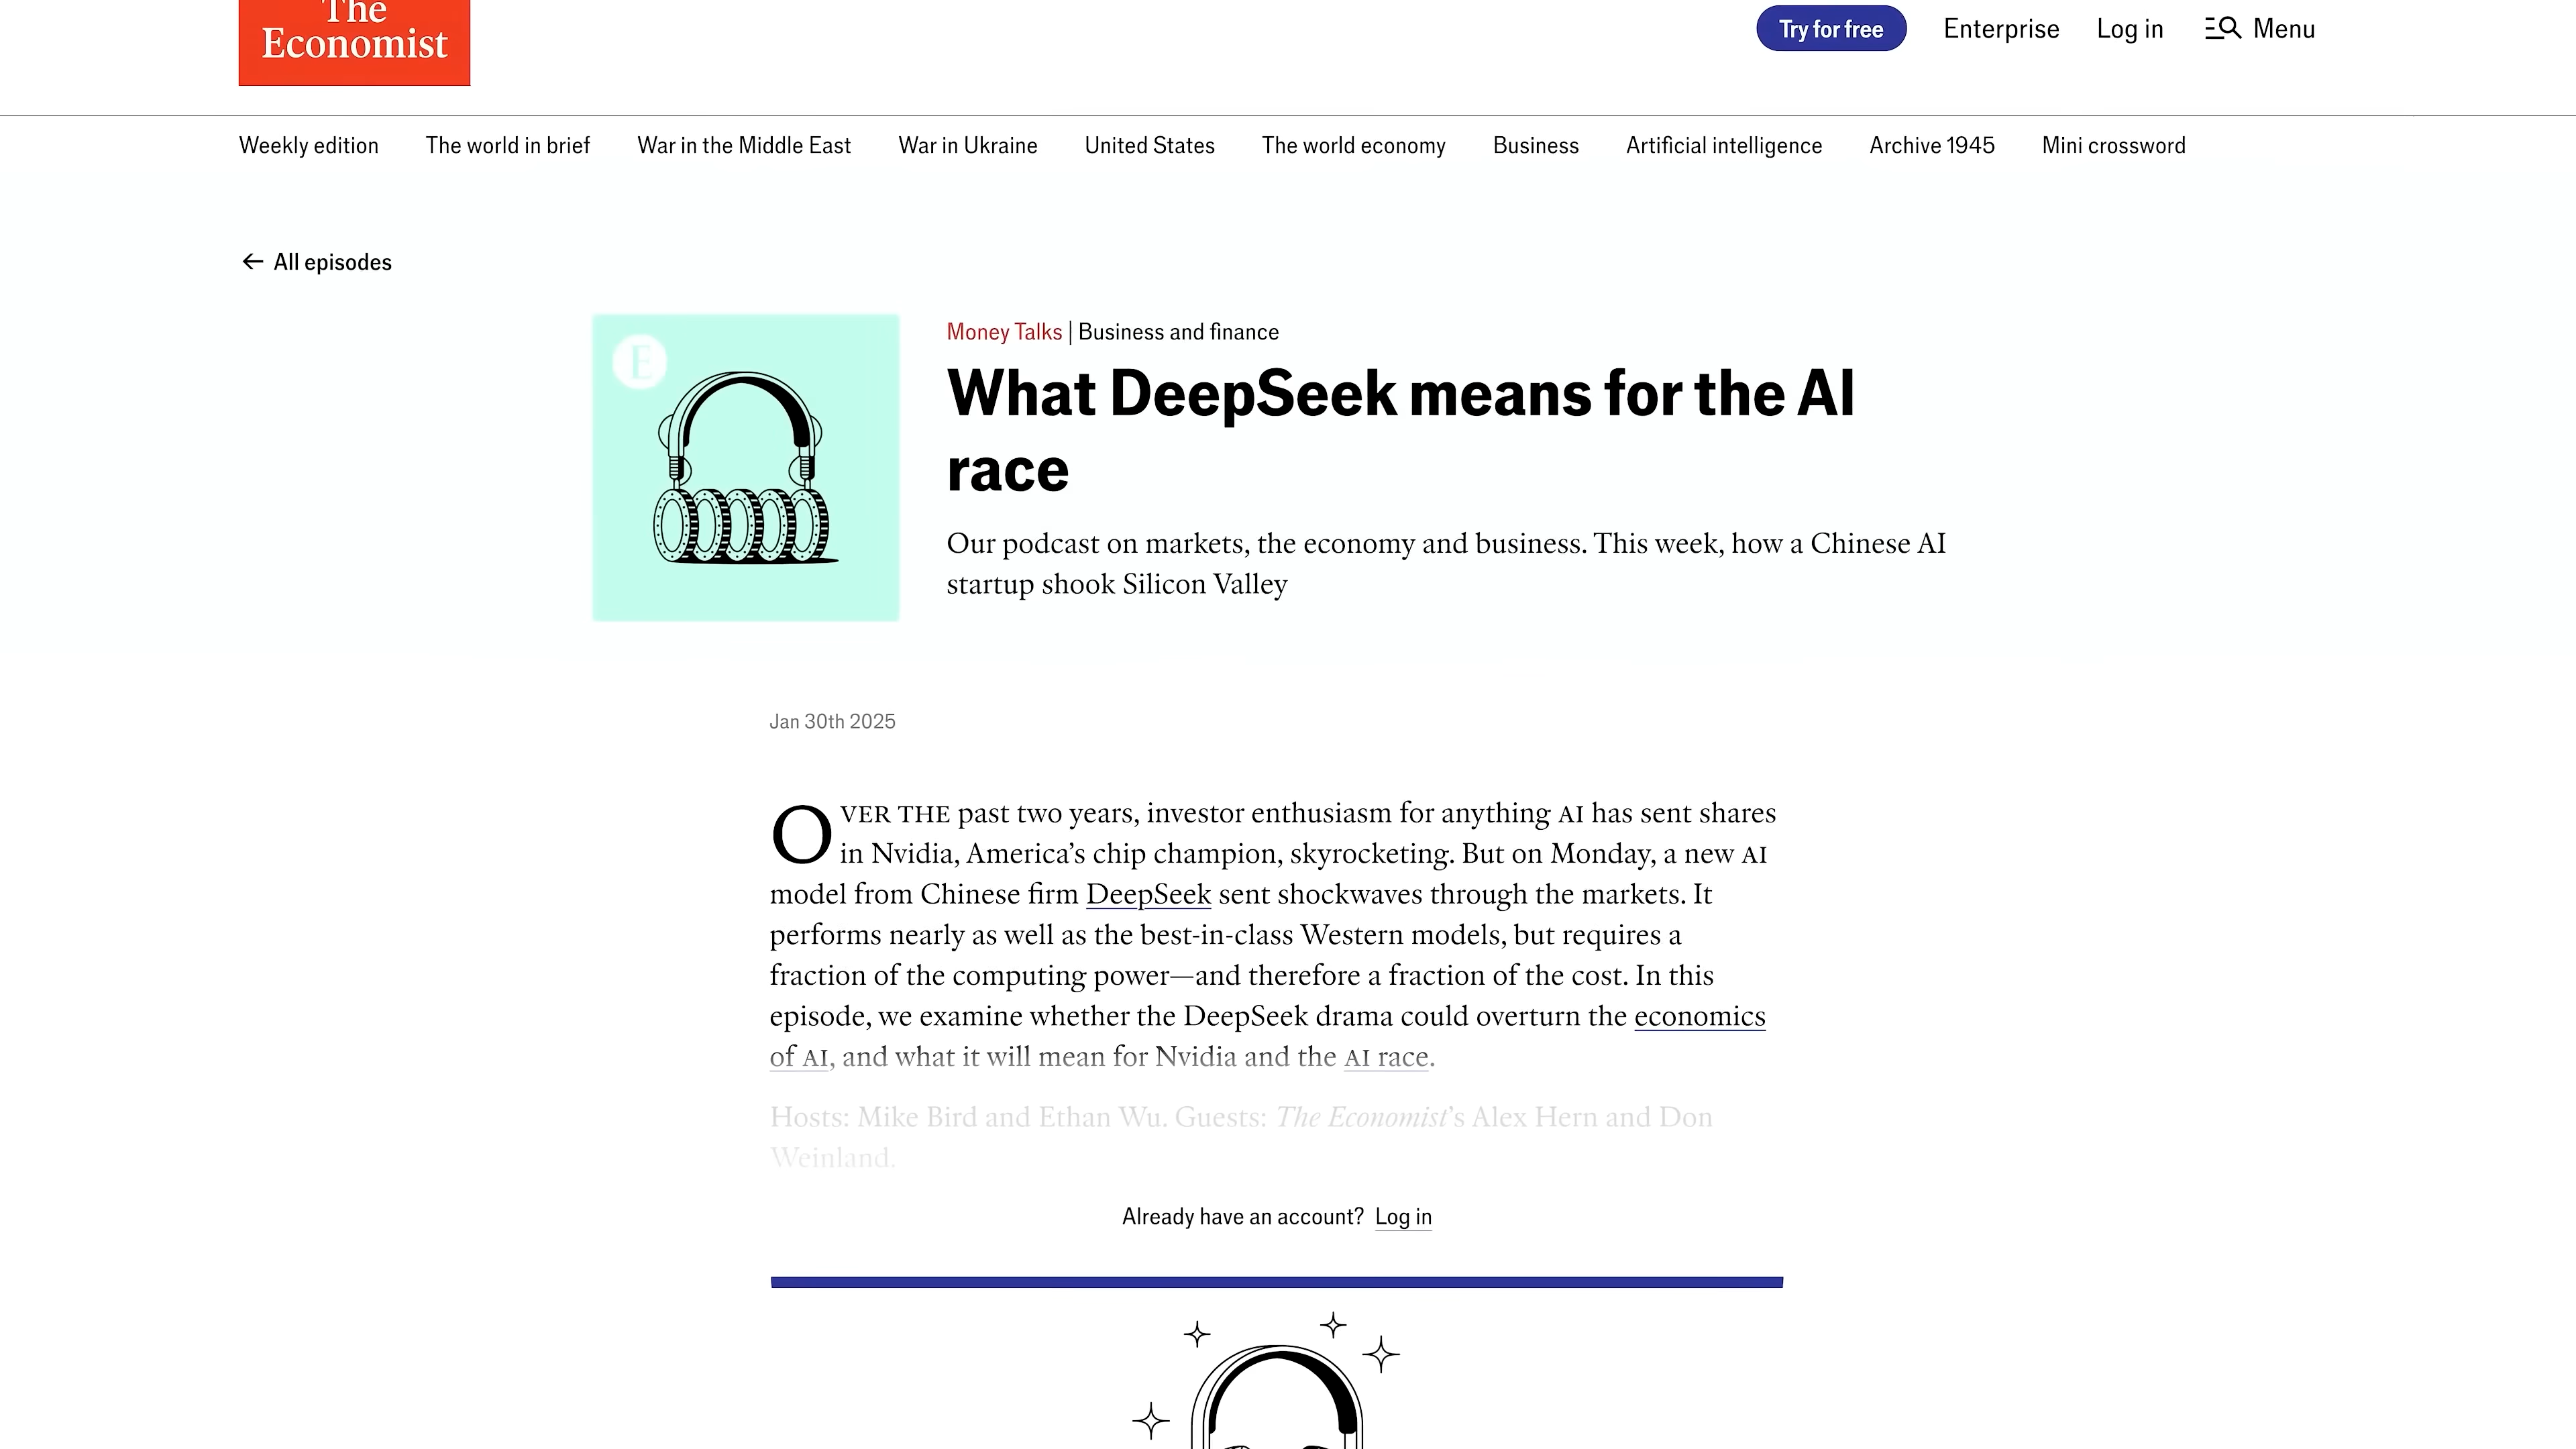 The
Economist
Try for free
Enterprise
Log in
Menu
Weekly edition
The world in brief
War in the Middle East
War in Ukraine
United States
The world economy
Business
Artificial intelligence
Archive 1945
Mini crossword
← All episodes
E
Money Talks | Business and finance
What DeepSeek means for the AI
race
Our podcast on markets, the economy and business. This week, how a Chinese AI
startup shook Silicon Valley
Jan 30th 2025
OVER THE past two years, investor enthusiasm for anything AI has sent shares
in Nvidia, America’s chip champion, skyrocketing. But on Monday, a new AI
model from Chinese firm DeepSeek sent shockwaves through the markets. It
performs nearly as well as the best-in-class Western models, but requires a
fraction of the computing power—and therefore a fraction of the cost. In this
episode, we examine whether the DeepSeek drama could overturn the economics
of AI, and what it will mean for Nvidia and the AI race.
Hosts: Mike Bird and Ethan Wu. Guests: The Economist’s Alex Hern and Don
Weinland.
Already have an account? Log in